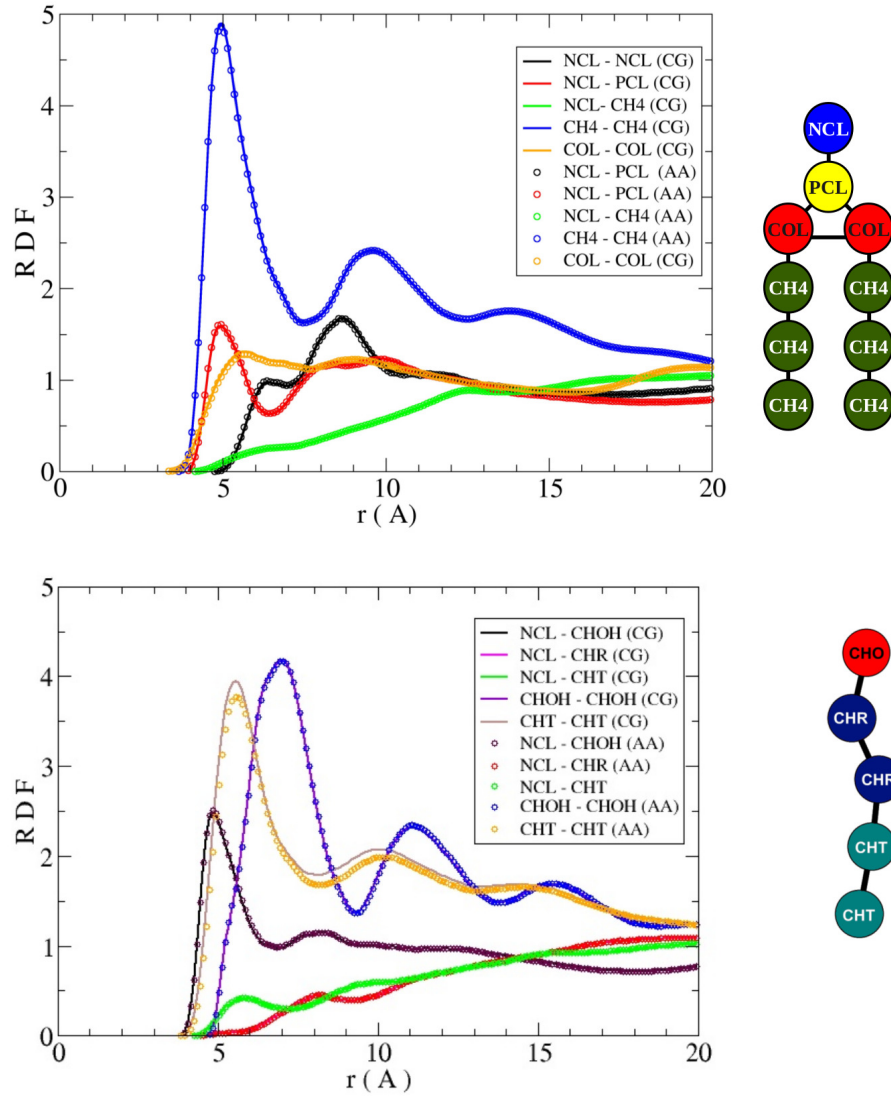 5
4
3
2
1
0
RDF
NCL - NCL (CG)
NCL - PCL (CG)
NCL- CH4 (CG)
CH4 - CH4 (CG)
COL - COL (CG)
NCL - PCL (AA)
NCL - PCL (AA)
NCL - CH4 (AA)
CH4 - CH4 (AA)
COL - COL (CG)
0 5 10 15 20
r ( A )
NCL
PCL
COL COL
CH4 CH4
CH4 CH4
CH4 CH4
5
4
3
2
1
0
RDF
NCL - CHOH (CG)
NCL - CHR (CG)
NCL - CHT (CG)
CHOH - CHOH (CG)
CHT - CHT (CG)
NCL - CHOH (AA)
NCL - CHR (AA)
NCL - CHT
CHOH - CHOH (AA)
CHT - CHT (AA)
0 5 10 15 20
r ( A )
CHO
CHR
CHR
CHT
CHT